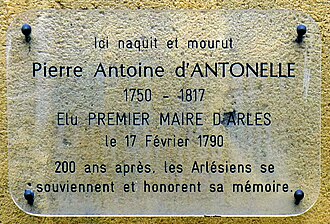 Ici naquit et mourut
Pierre Antoine d'ANTONELLE
1750 - 1817
Elu PREMIER MAIRE D'ARLES
le 17 Février 1790
200 ans après, les Arlésiens se
souviennent et honorent sa mémoire.